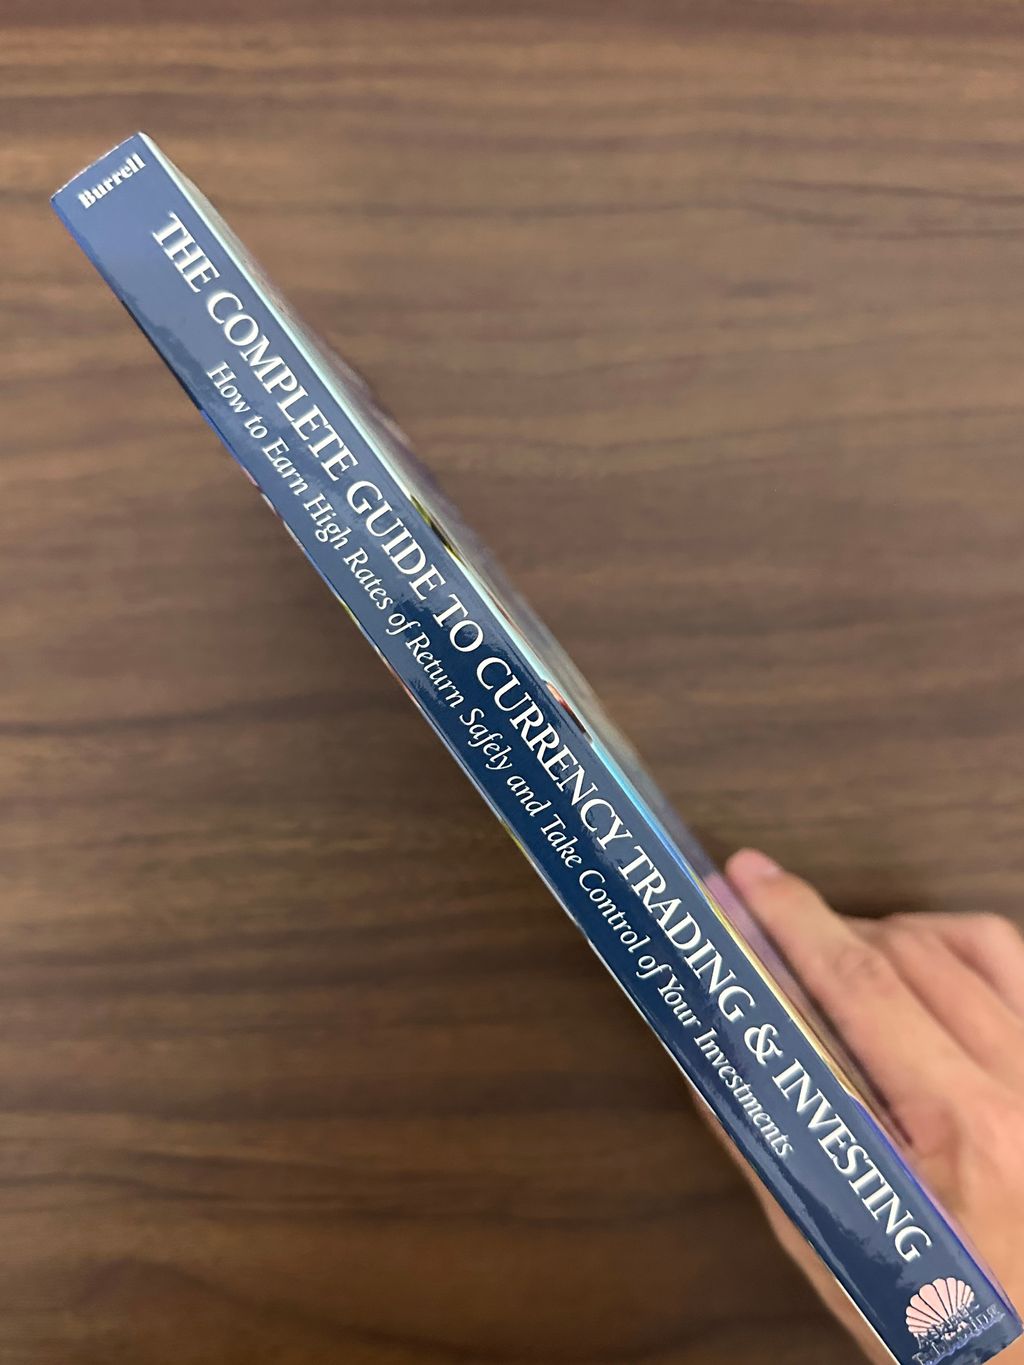 Burrell
THE COMPLETE GUIDE TO CURRENCY TRADING & INVESTING
How to Earn High Rates of Return Safely and Take Control of Your Investments